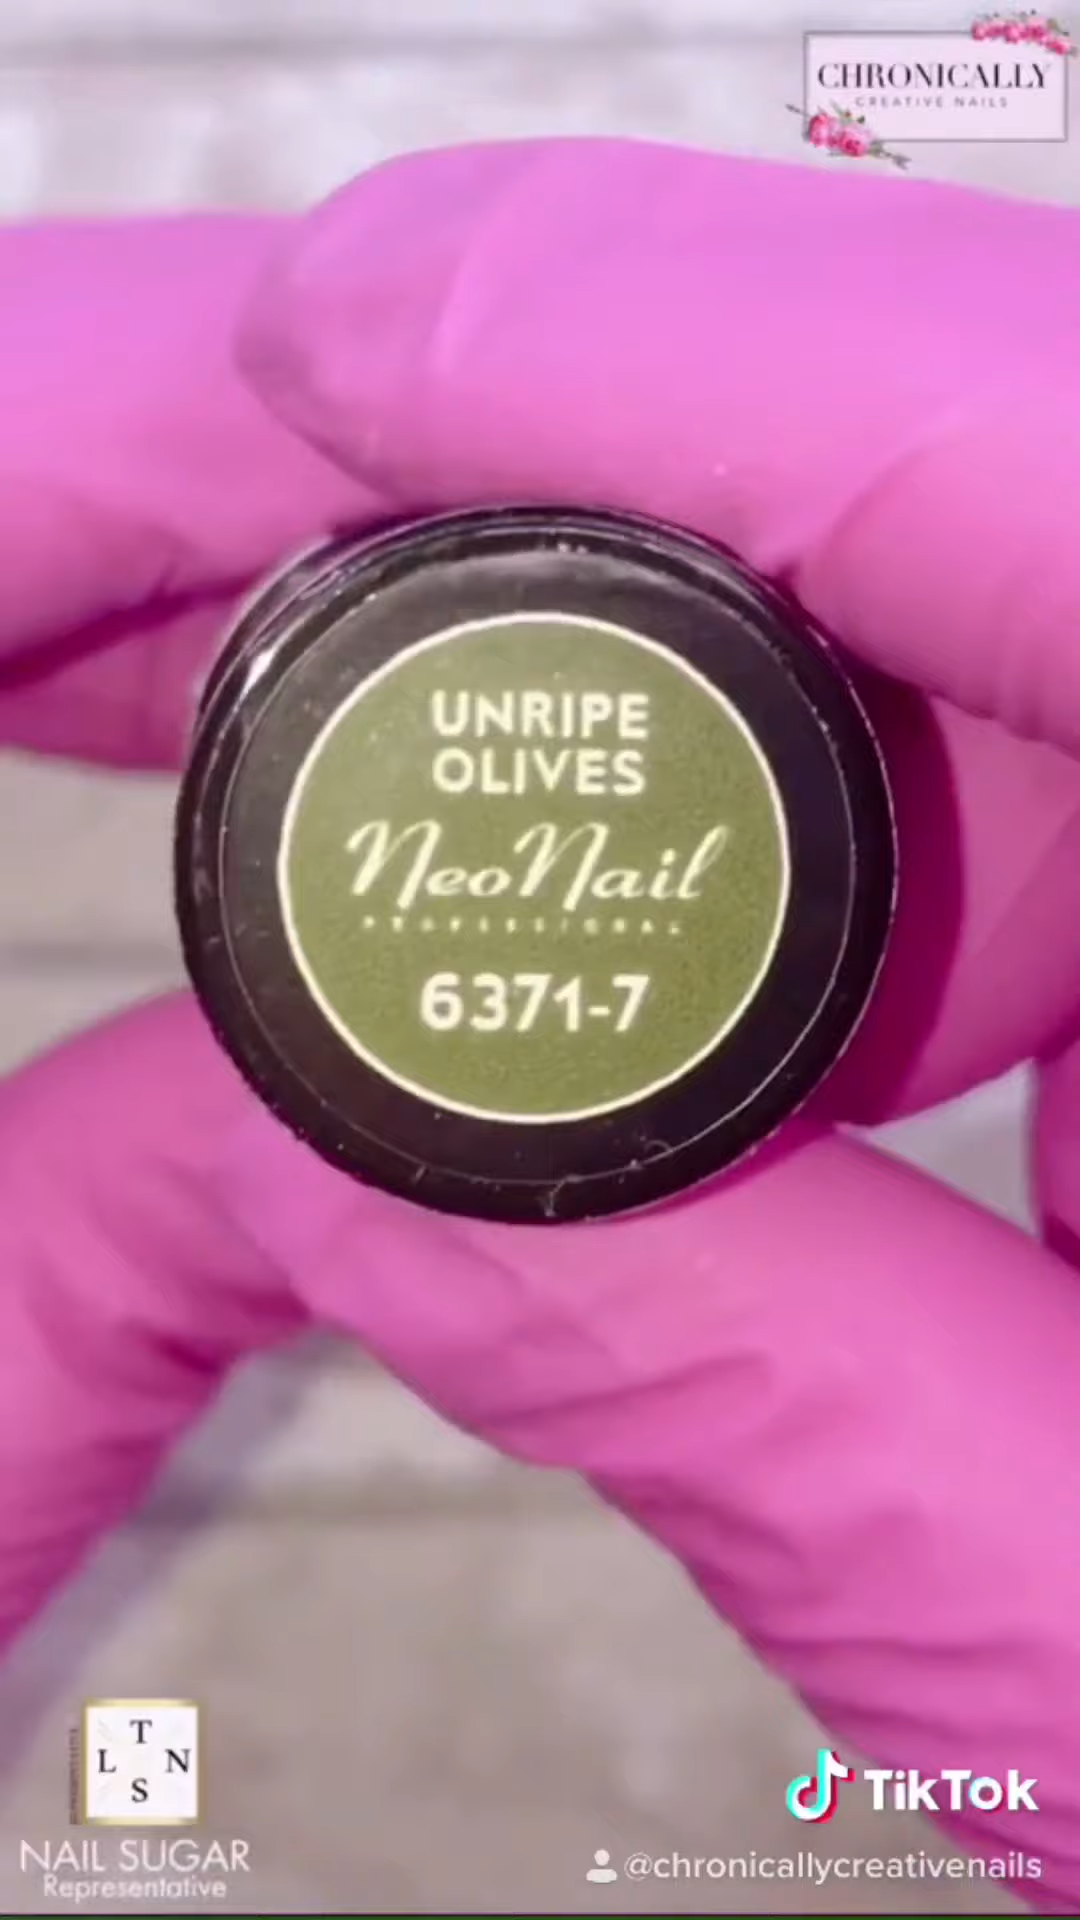 CHRONICALLY
CREATIVE NAILS
UNRIPE
OLIVES
NeoNail
PROFESSIONAL
6371-7
T
L N
S
NAIL SUGAR
Representative
TikTok
@chronicallycreativenails